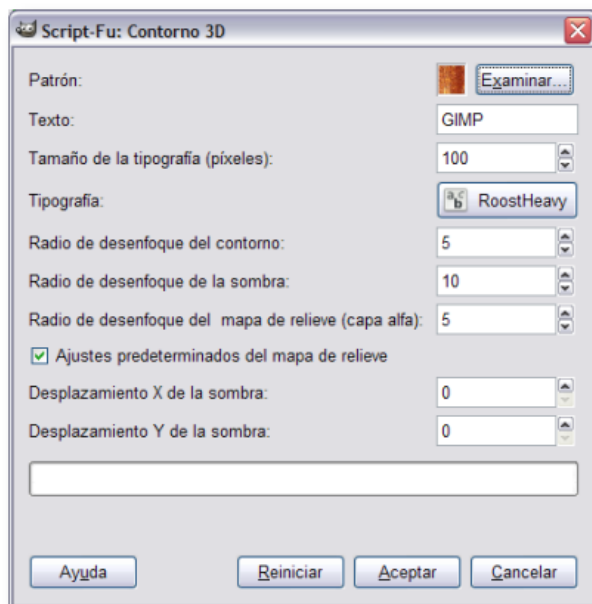 Script-Fu: Contorno 3D
Patrón: Examinar...
Texto: GIMP
Tamaño de la tipografía (píxeles): 100
Tipografía: RoostHeavy
Radio de desenfoque del contorno: 5
Radio de desenfoque de la sombra: 10
Radio de desenfoque del mapa de relieve (capa alfa): 5
Ajustes predeterminados del mapa de relieve
Desplazamiento X de la sombra: 0
Desplazamiento Y de la sombra: 0
Ayuda Reiniciar Aceptar Cancelar